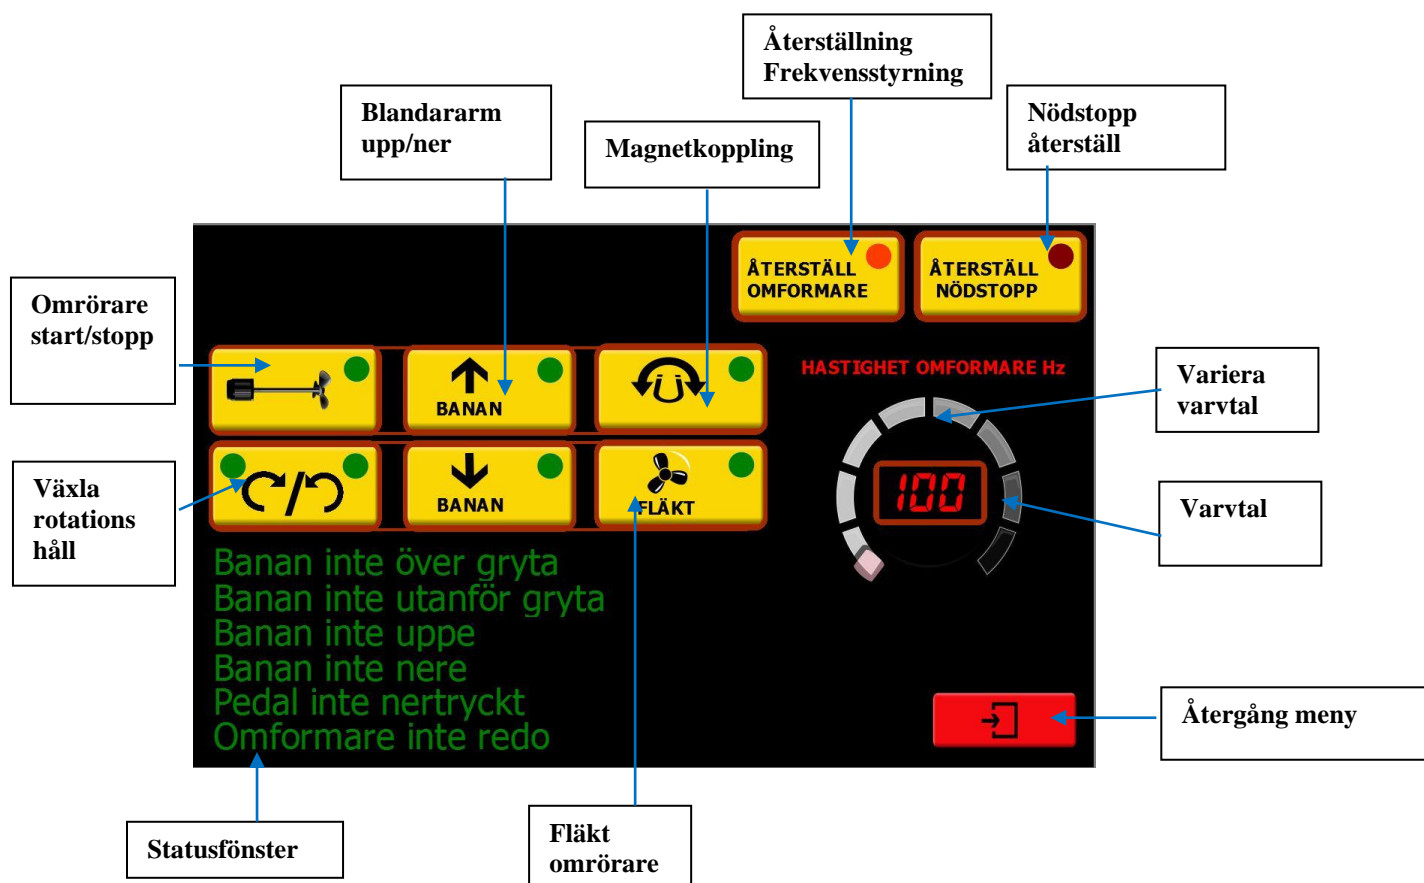 Återställning
Frekvensstyrning
Blandararm
upp/ner
Magnetkoppling
Nödstopp
återställ
ÅTERSTÄLL
OMFORMARE
ÅTERSTÄLL
NÖDSTOPP
Omrörare
start/stopp
BANAN
HASTIGHET OMFORMARE Hz
Variera
varvtal
Växla
rotations
håll
BANAN
FLÄKT
100
Varvtal
Banan inte över gryta
Banan inte utanför gryta
Banan inte uppe
Banan inte nere
Pedal inte nertryckt
Omformare inte redo
Återgång meny
Statusfönster
Fläkt
omrörare